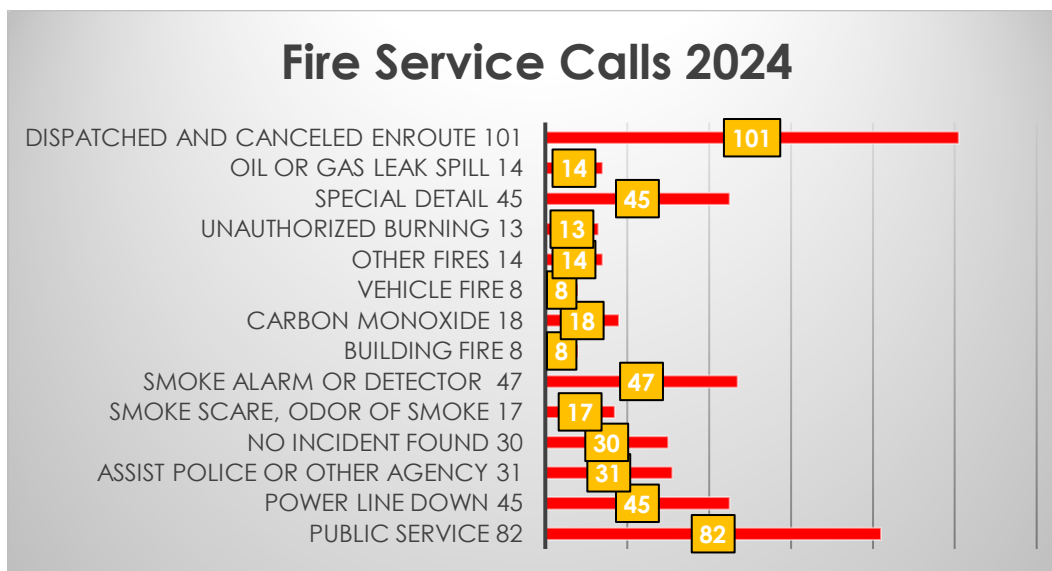 Fire Service Calls 2024
DISPATCHED AND CANCELED ENROUTE 101 101
OIL OR GAS LEAK SPILL 14 14
SPECIAL DETAIL 45 45
UNAUTHORIZED BURNING 13 13
OTHER FIRES 14 14
VEHICLE FIRE 8 8
CARBON MONOXIDE 18 18
BUILDING FIRE 8 8
SMOKE ALARM OR DETECTOR 47 47
SMOKE SCARE, ODOR OF SMOKE 17 17
NO INCIDENT FOUND 30 30
ASSIST POLICE OR OTHER AGENCY 31 31
POWER LINE DOWN 45 45
PUBLIC SERVICE 82 82